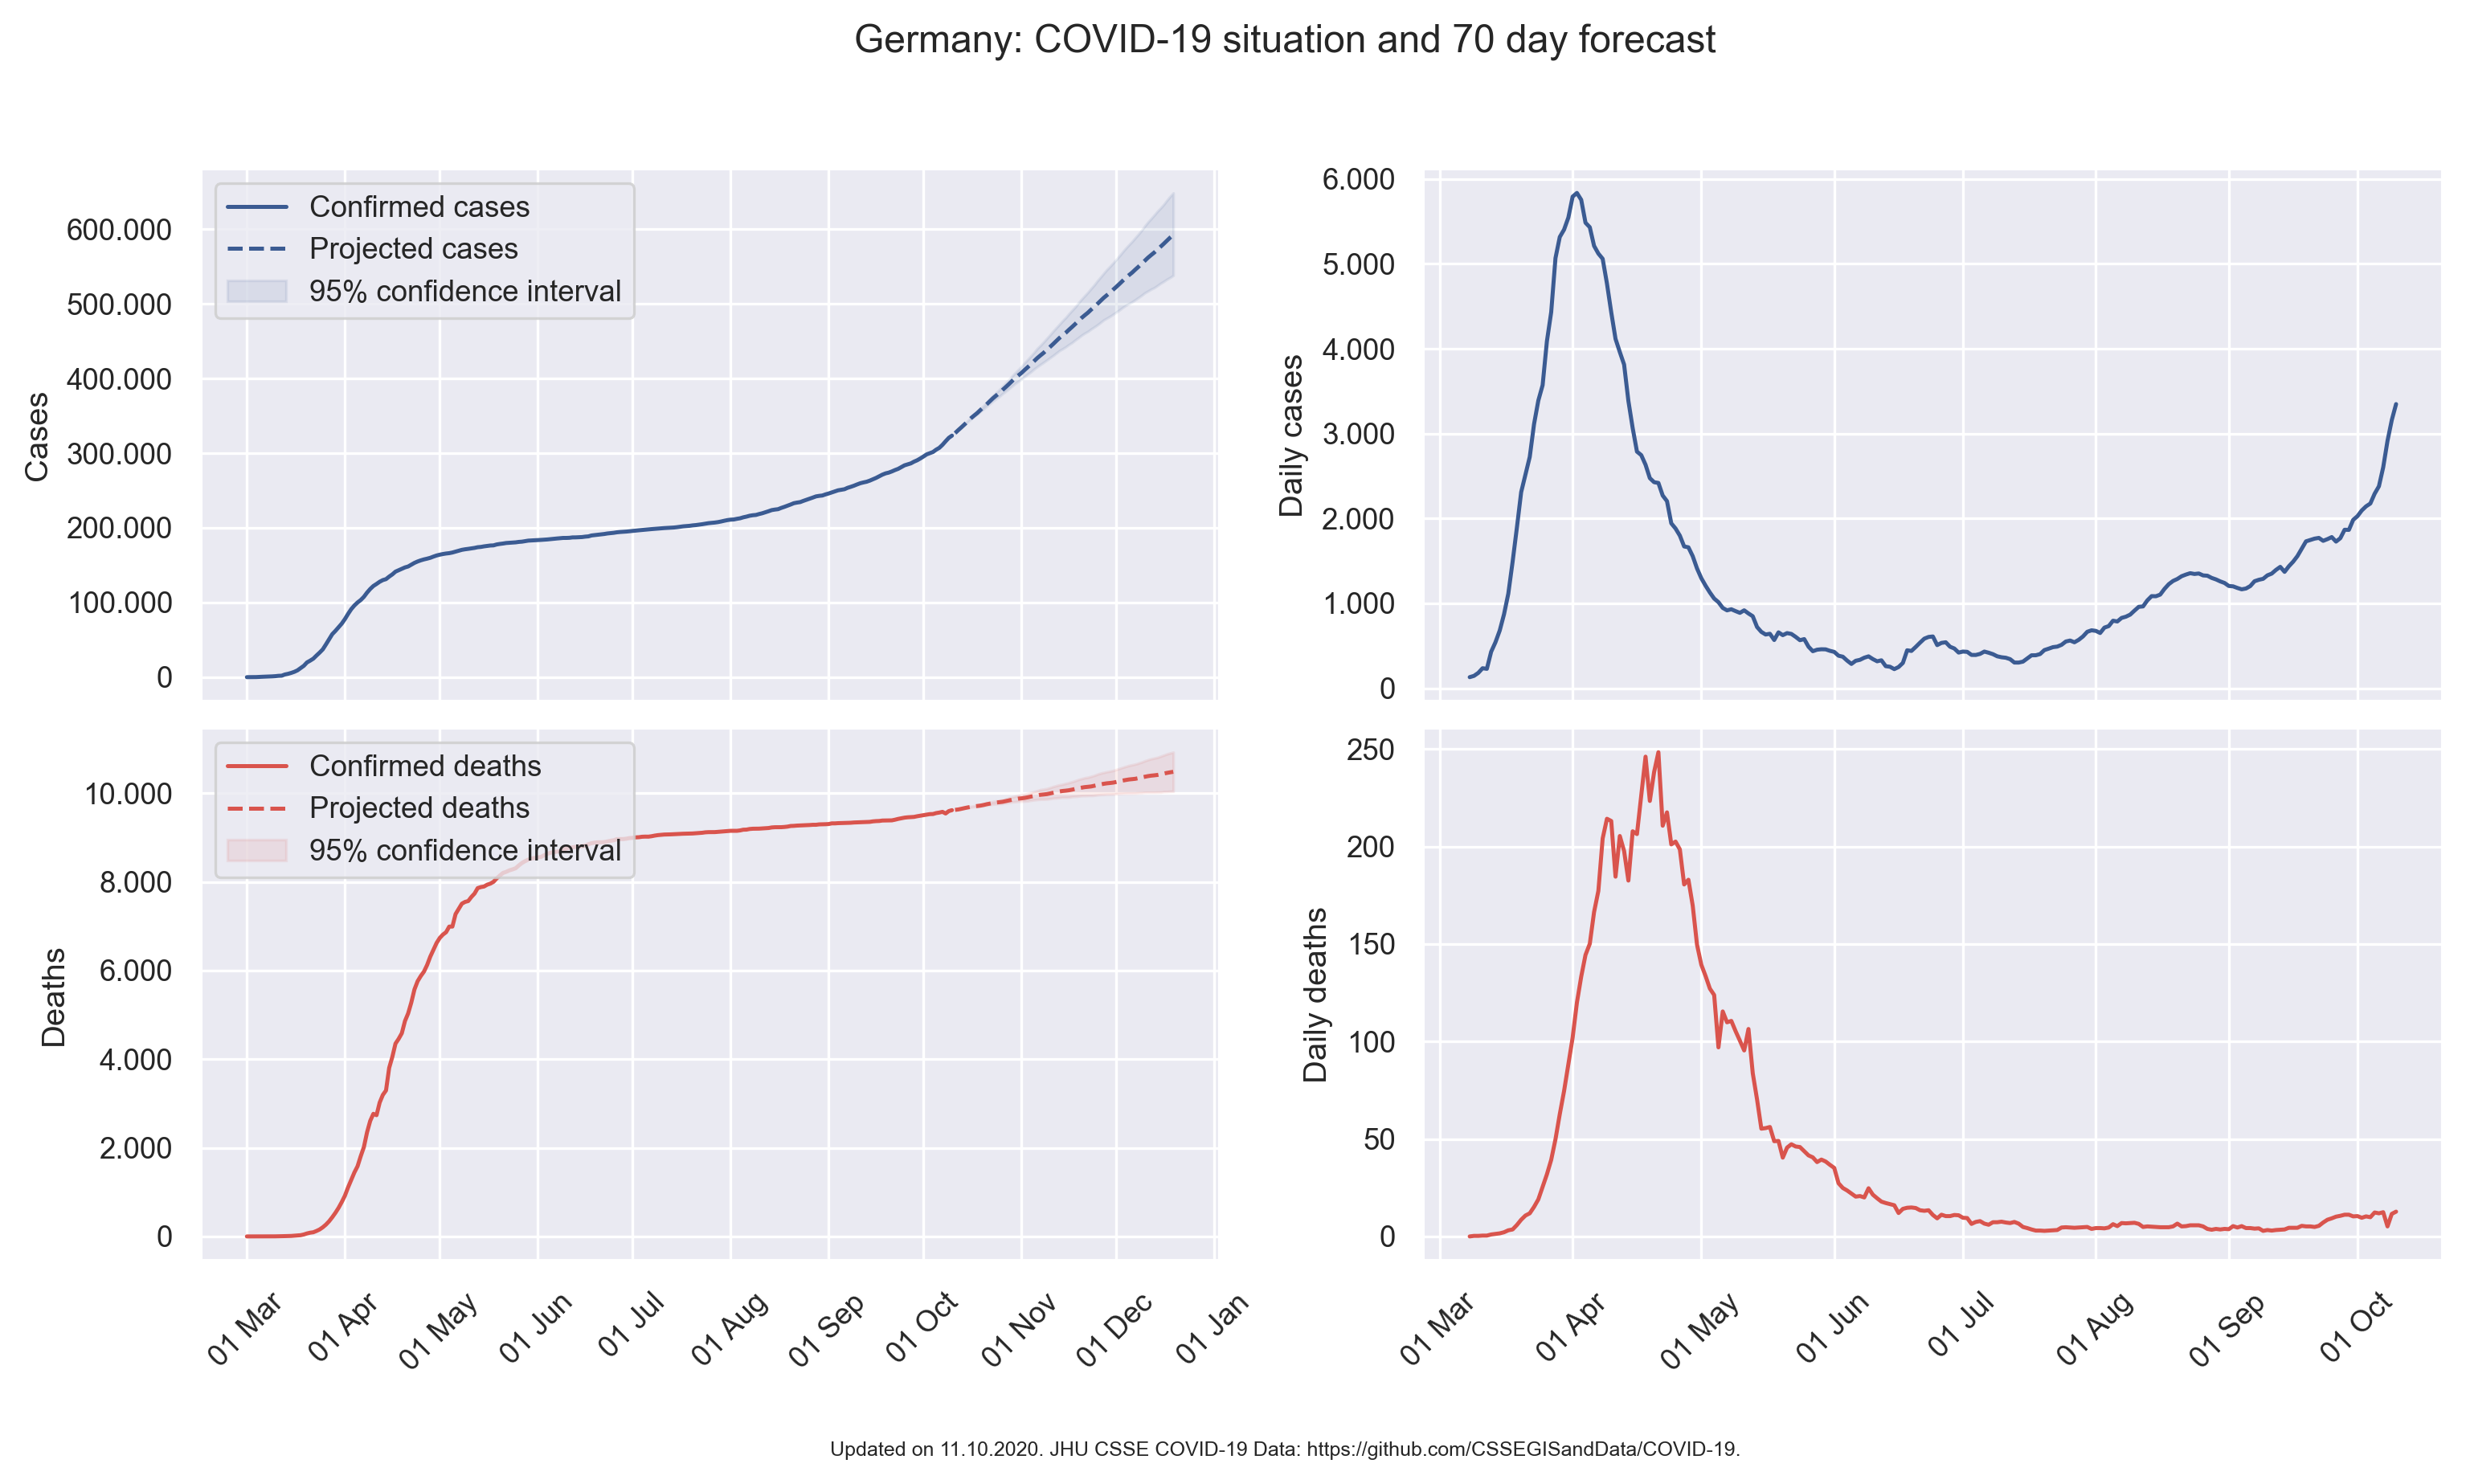 Germany: COVID-19 situation and 70 day forecast
Confirmed cases
Projected cases
95% confidence interval
600.000
500.000
400.000
300.000
200.000
100.000
0
Cases
6.000
5.000
4.000
3.000
2.000
1.000
0
Daily cases
Confirmed deaths
Projected deaths
95% confidence interval
10.000
8.000
6.000
4.000
2.000
0
Deaths
01 Mar
01 Apr
01 May
01 Jun
01 Jul
01 Aug
01 Sep
01 Oct
01 Nov
01 Dec
01 Jan
250
200
150
100
50
0
Daily deaths
01 Mar
01 Apr
01 May
01 Jun
01 Jul
01 Aug
01 Sep
01 Oct
Updated on 11.10.2020. JHU CSSE COVID-19 Data: https://github.com/CSSEGISandData/COVID-19.